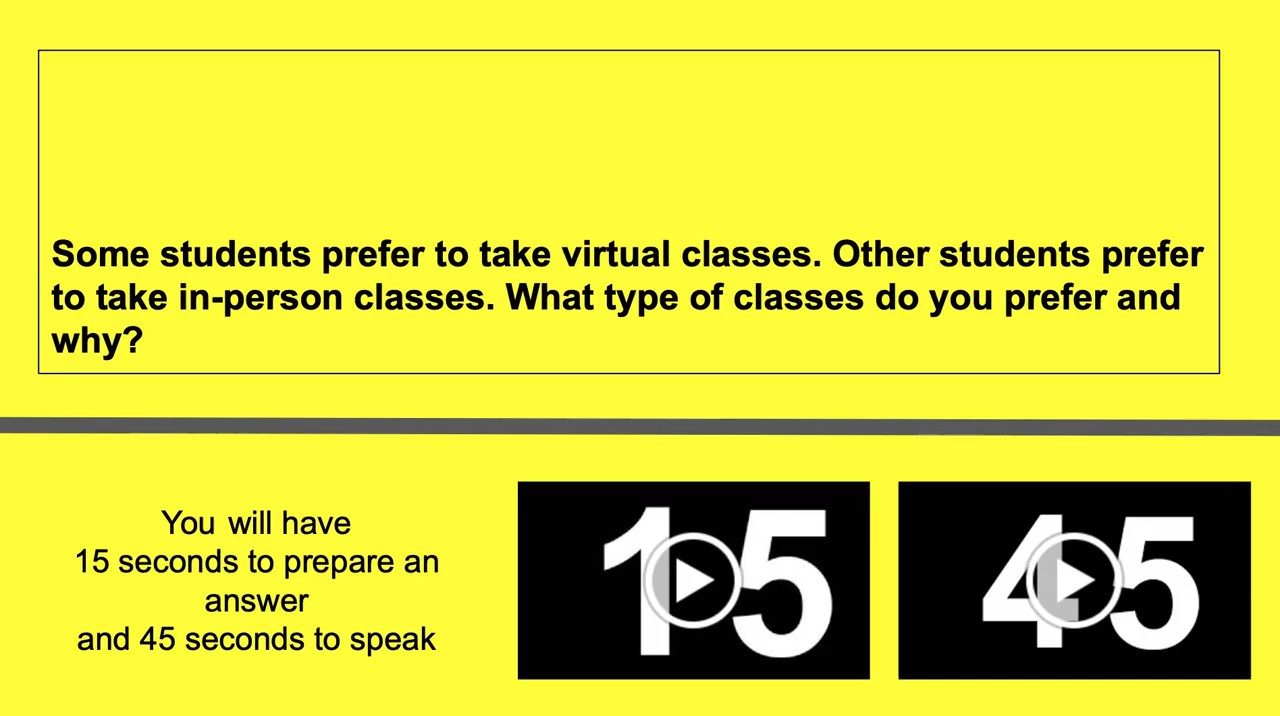 Some students prefer to take virtual classes. Other students prefer
to take in-person classes. What type of classes do you prefer and
why?
You will have
15 seconds to prepare an
answer
and 45 seconds to speak
15
45